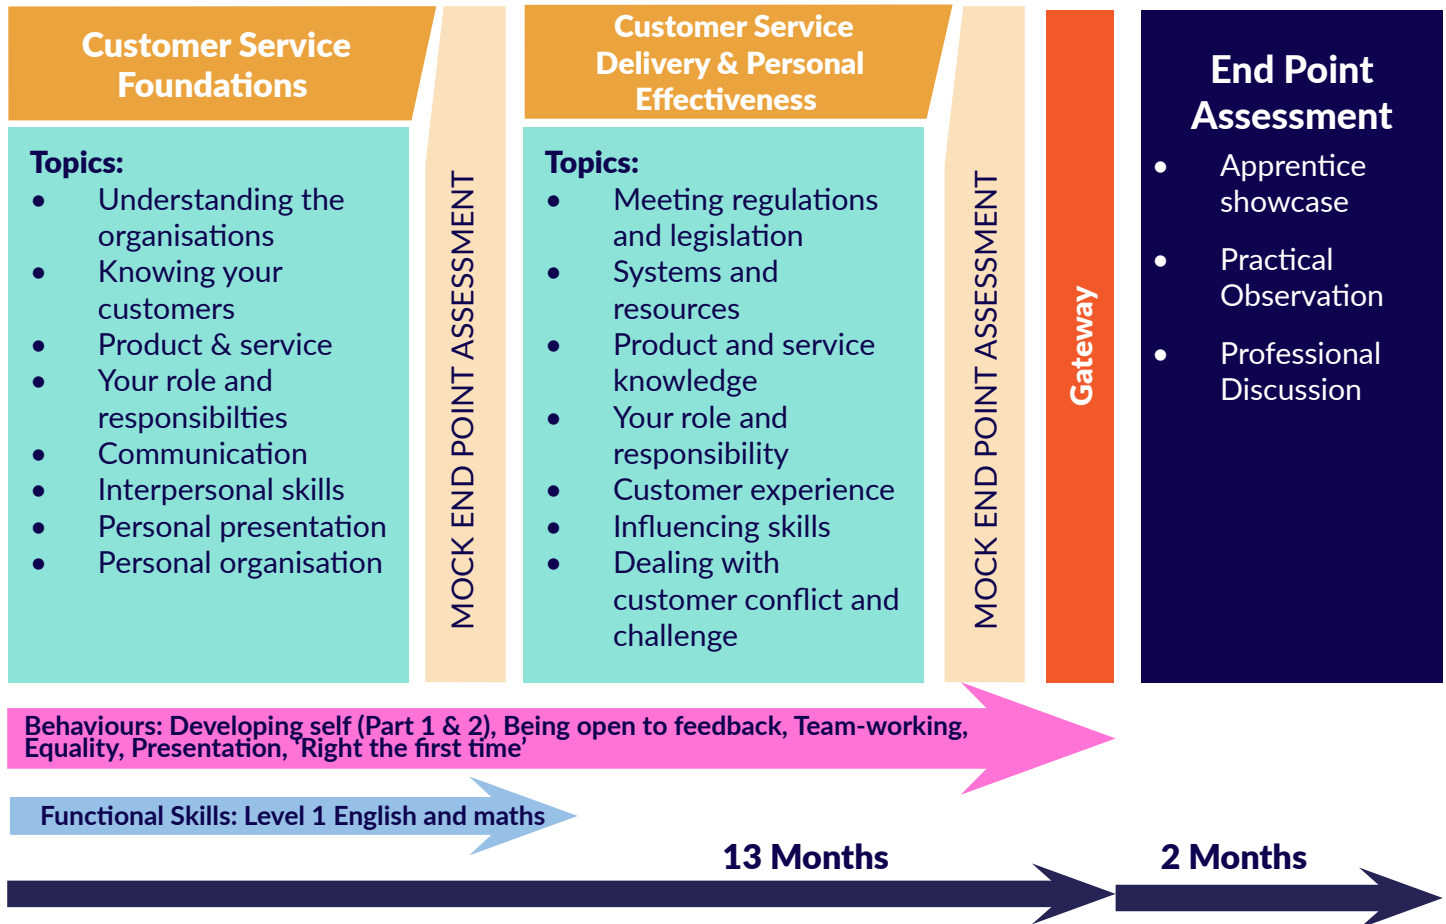 Customer Service
Foundations
Topics:
• Understanding the
organisations
• Knowing your
customers
• Product & service
• Your role and
responsibilties
• Communication
• Interpersonal skills
• Personal presentation
• Personal organisation
MOCK END POINT ASSESSMENT
Customer Service
Delivery & Personal
Effectiveness
Topics:
• Meeting regulations
and legislation
• Systems and
resources
• Product and service
knowledge
• Your role and
responsibility
• Customer experience
• Influencing skills
• Dealing with
customer conflict and
challenge
MOCK END POINT ASSESSMENT
Gateway
End Point
Assessment
• Apprentice
showcase
• Practical
Observation
• Professional
Discussion
Behaviours: Developing self (Part 1 & 2), Being open to feedback, Team-working,
Equality, Presentation, ‘Right the first time’
Functional Skills: Level 1 English and maths
13 Months
2 Months